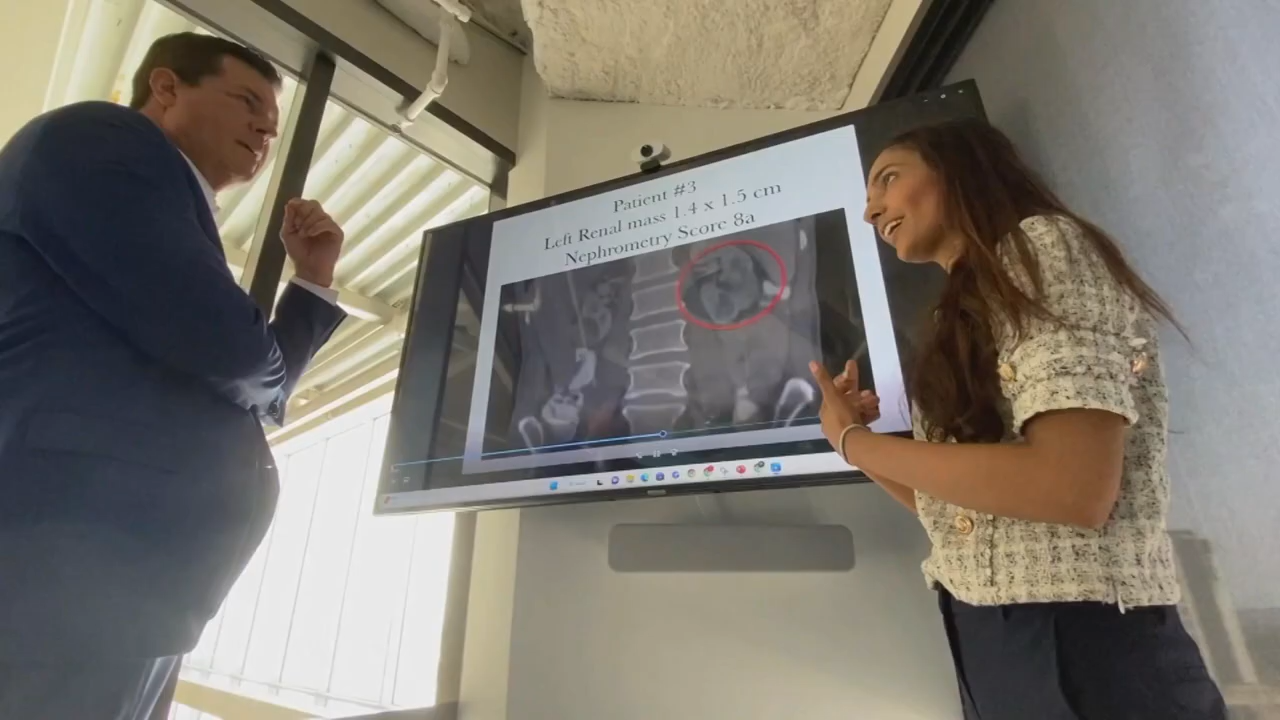 Patient #3
Left Renal mass 1.4 x 1.5 cm
Nephrometry Score 8a